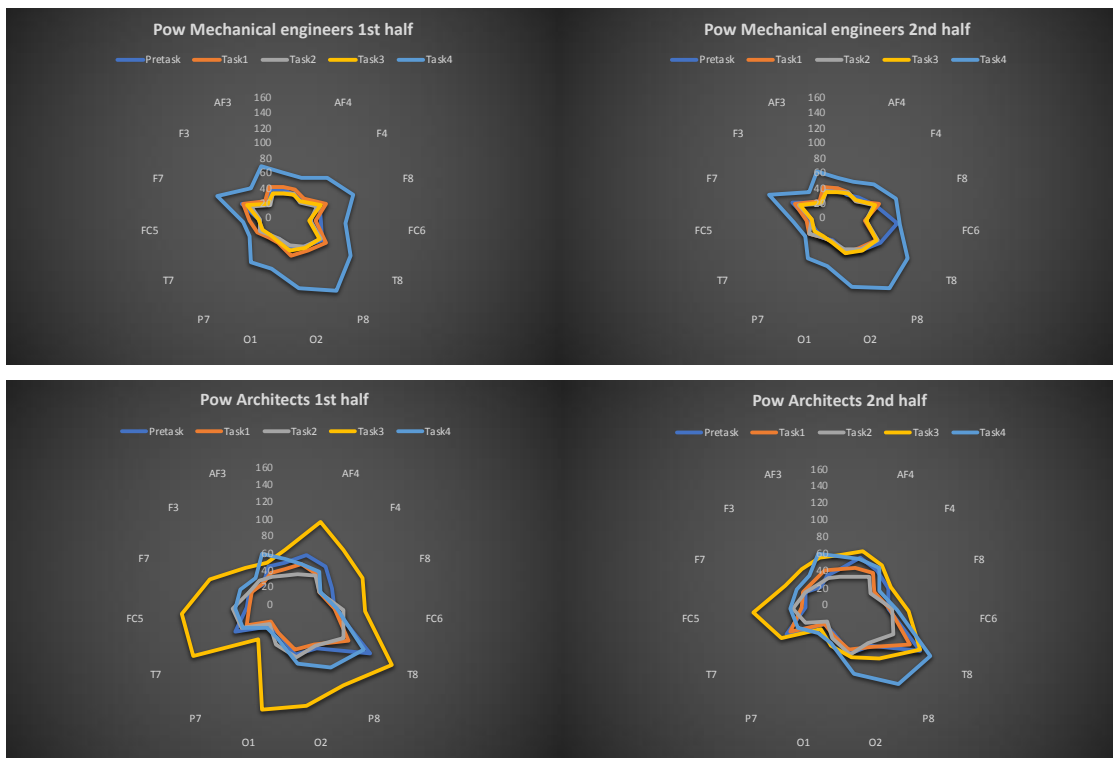 Pow Mechanical engineers 1st half
Pretask Task1 Task2 Task3 Task4
160
AF3 AF4
140
120
F3 F4
100
80
F7 F8
60
40
20
0
FC5 FC6
T7 T8
P7 P8
O1 O2
Pow Mechanical engineers 2nd half
Pretask Task1 Task2 Task3 Task4
160
AF3 AF4
140
120
F3 F4
100
80
F7 F8
60
40
20
0
FC5 FC6
T7 T8
P7 P8
O1 O2
Pow Architects 1st half
Pretask Task1 Task2 Task3 Task4
160
AF3 AF4
140
120
F3 F4
100
80
F7 F8
60
40
20
0
FC5 FC6
T7 T8
P7 P8
O1 O2
Pow Architects 2nd half
Pretask Task1 Task2 Task3 Task4
160
AF3 AF4
140
120
F3 F4
100
80
F7 F8
60
40
20
0
FC5 FC6
T7 T8
P7 P8
O1 O2